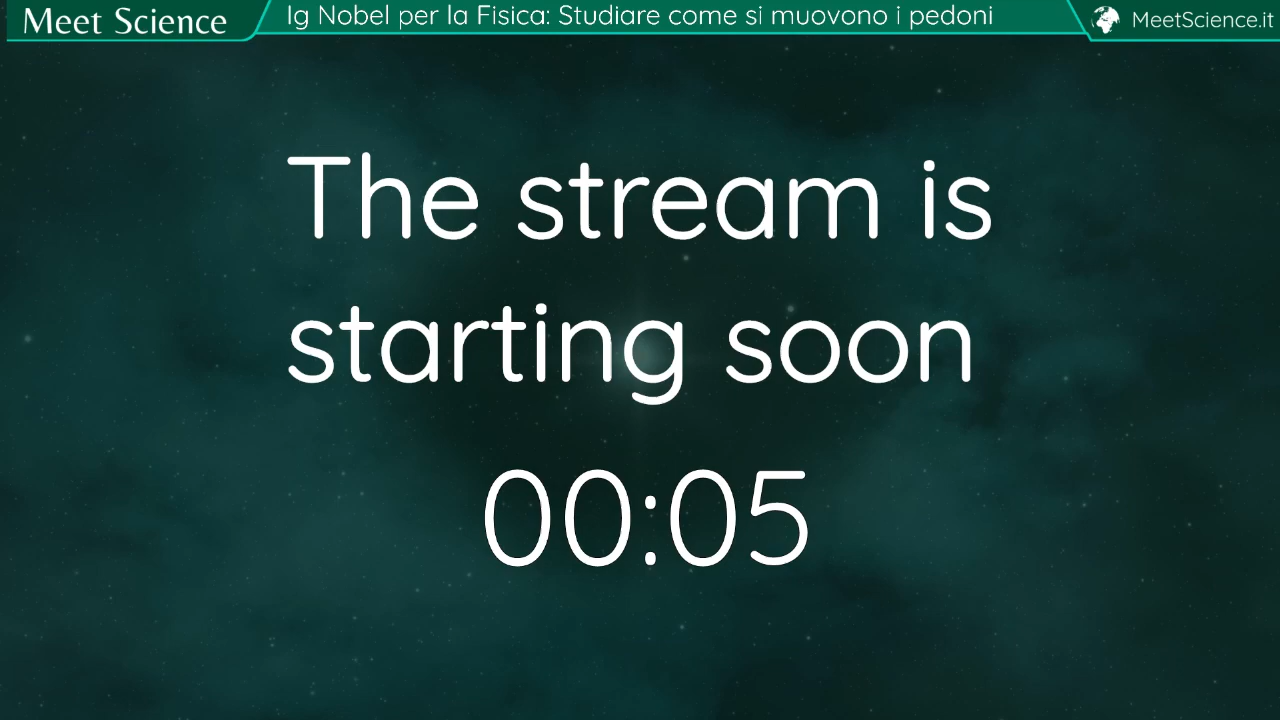 Meet Science
Ig Nobel per la Fisica: Studiare come si muovono i pedoni
MeetScience.it
The stream is
starting soon
00:05